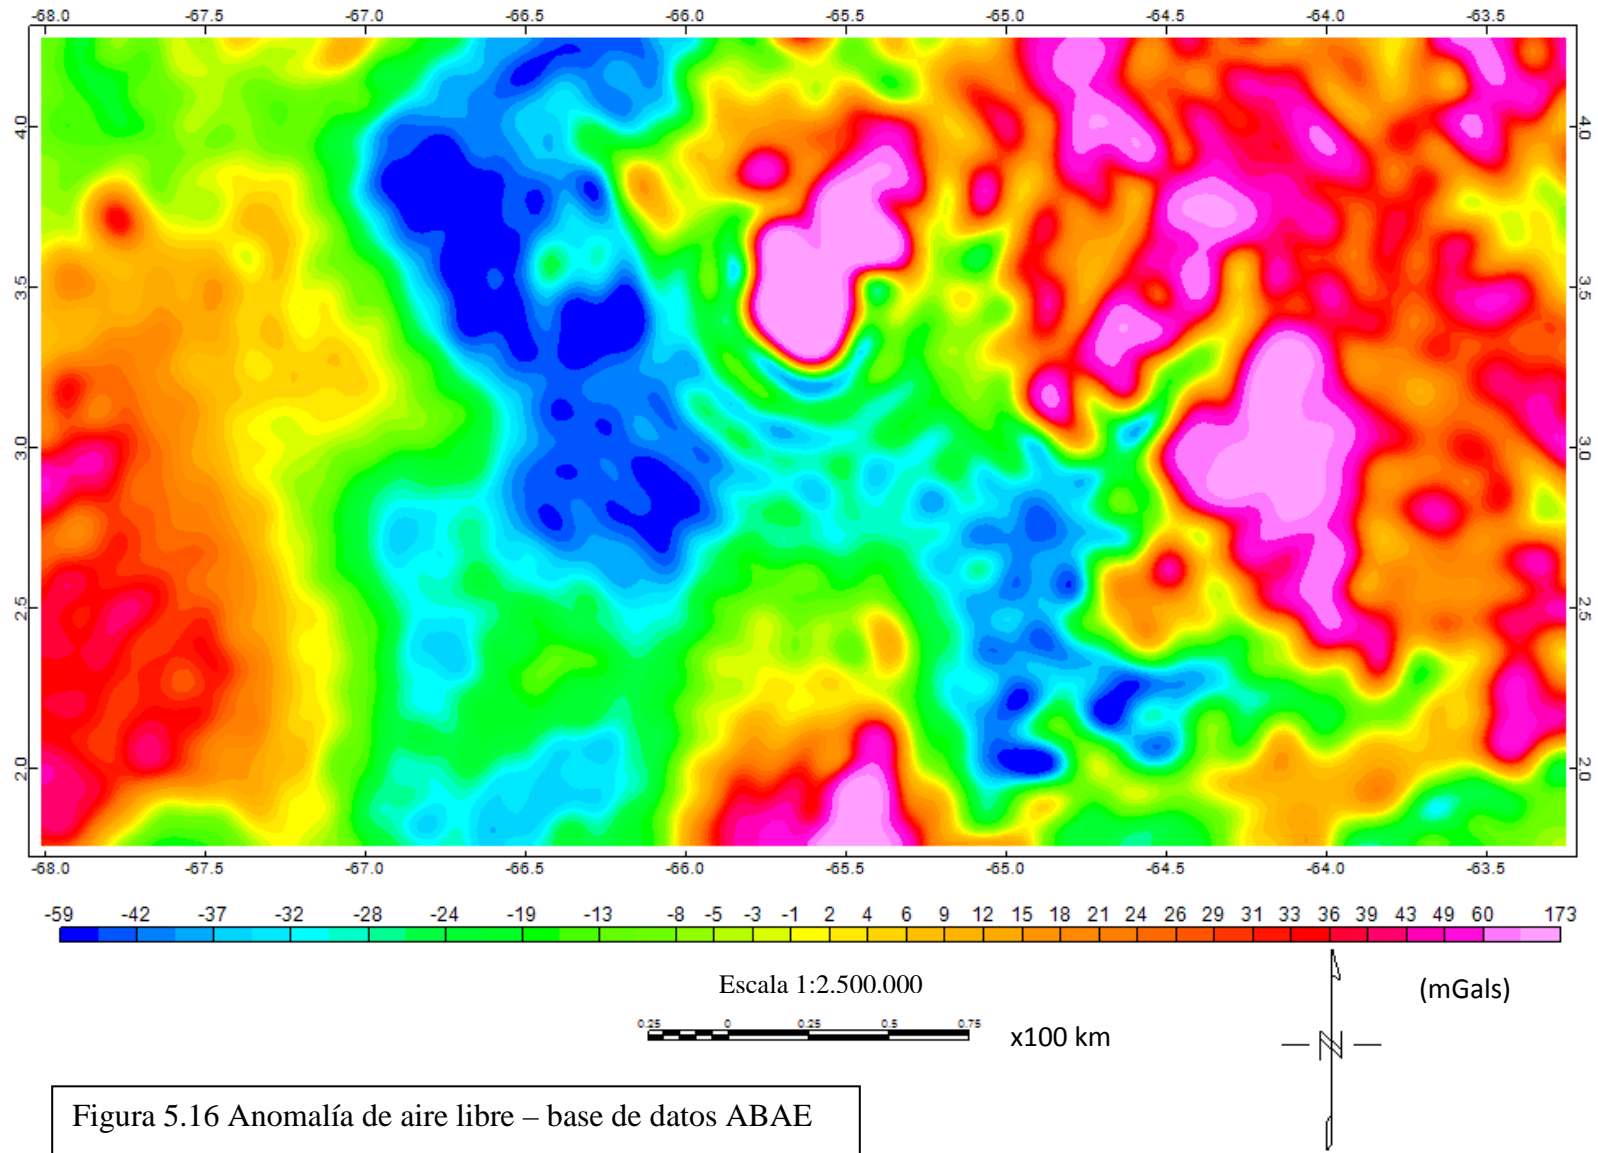 -68.0 -67.5 -67.0 -66.5 -66.0 -65.5 -65.0 -64.5 -64.0 -63.5
4.0 4.0
3.5 3.5
3.0 3.0
2.5 2.5
2.0 2.0
-68.0 -67.5 -67.0 -66.5 -66.0 -65.5 -65.0 -64.5 -64.0 -63.5
-59 -42 -37 -32 -28 -24 -19 -13 -8 -5 -3 -1 2 4 6 9 12 15 18 21 24 26 29 31 33 36 39 43 49 60 173
Escala 1:2.500.000
(mGals)
0.25 0 0.25 0.5 0.75
x100 km
N
Figura 5.16 Anomalía de aire libre – base de datos ABAE